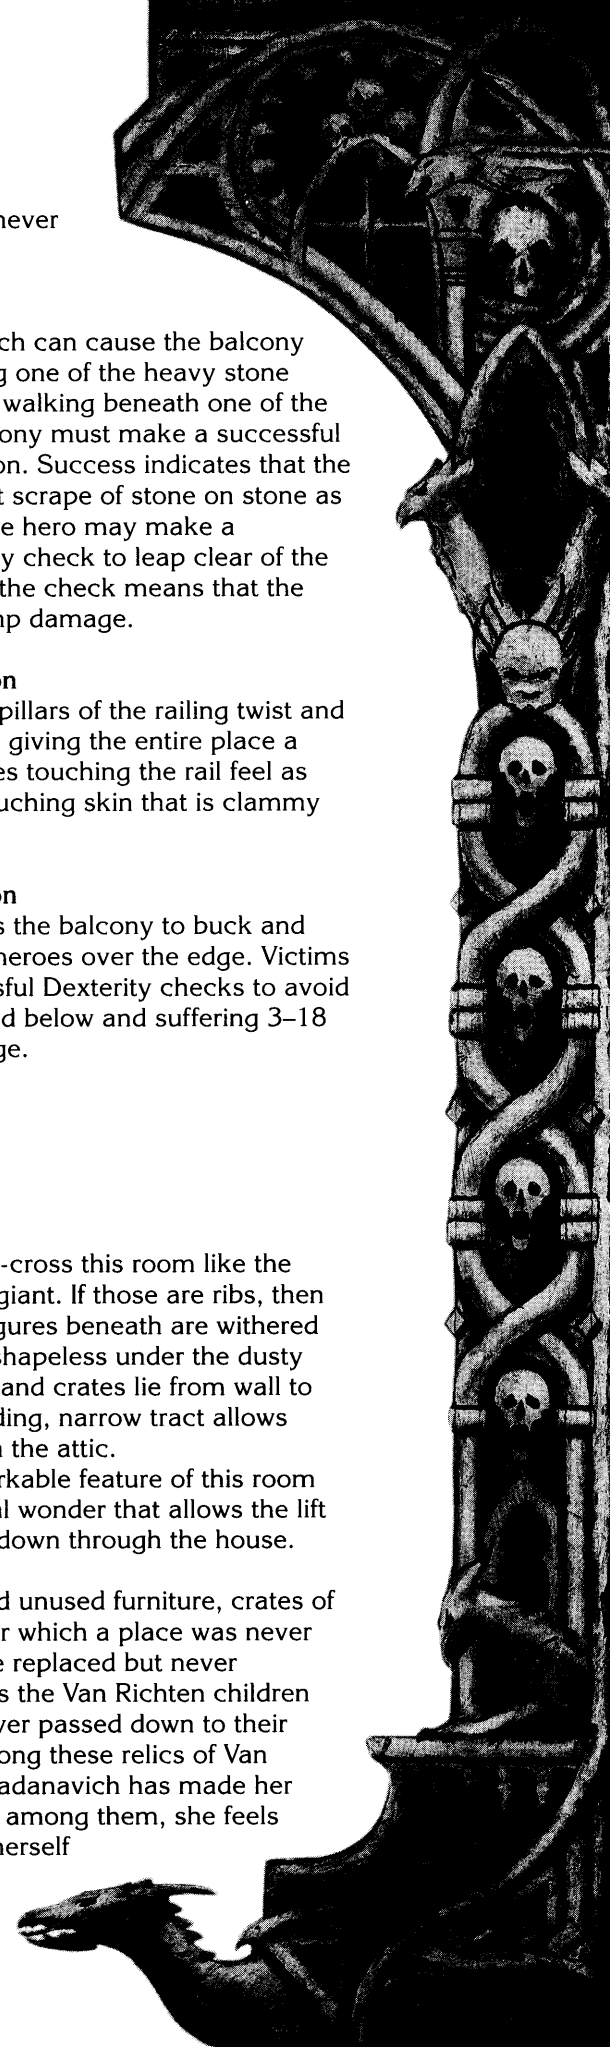 never
ch can cause the balcony
g one of the heavy stone
walking beneath one of the
ony must make a successful
on. Success indicates that the
t scrape of stone on stone as
e hero may make a
y check to leap clear of the
the check means that the
np damage.
on
pillars of the railing twist and
giving the entire place a
es touching the rail feel as
uching skin that is clammy
on
s the balcony to buck and
heroes over the edge. Victims
sful Dexterity checks to avoid
d below and suffering 3–18
ge.
-cross this room like the
giant. If those are ribs, then
gures beneath are withered
shapeless under the dusty
and crates lie from wall to
ding, narrow tract allows
n the attic.
rkable feature of this room
al wonder that allows the lift
down through the house.
d unused furniture, crates of
r which a place was never
e replaced but never
s the Van Richten children
ver passed down to their
ong these relics of Van
adanavich has made her
among them, she feels
herself